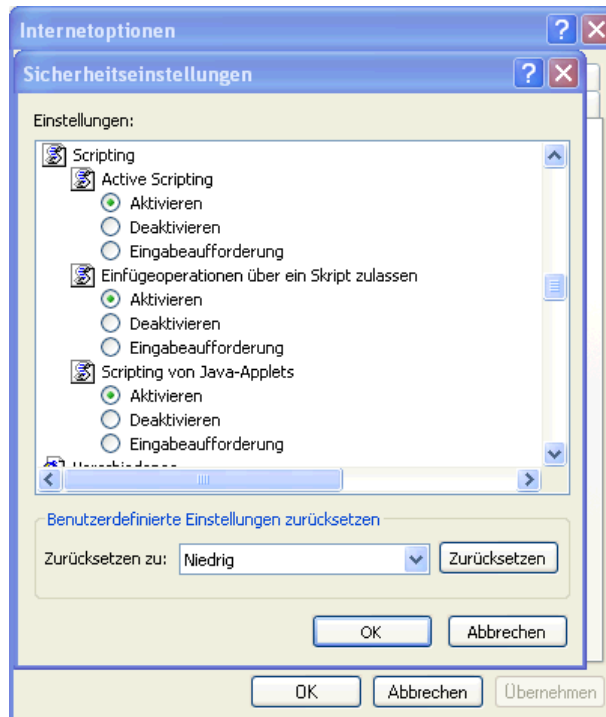 Internetoptionen
Sicherheitseinstellungen
Einstellungen:
Scripting
Active Scripting
Aktivieren
Deaktivieren
Eingabeaufforderung
Einfügeoperationen über ein Skript zulassen
Aktivieren
Deaktivieren
Eingabeaufforderung
Scripting von Java-Applets
Aktivieren
Deaktivieren
Eingabeaufforderung
Benutzerdefinierte Einstellungen zurücksetzen
Zurücksetzen zu: Niedrig Zurücksetzen
OK Abbrechen
OK Abbrechen Übernehmen